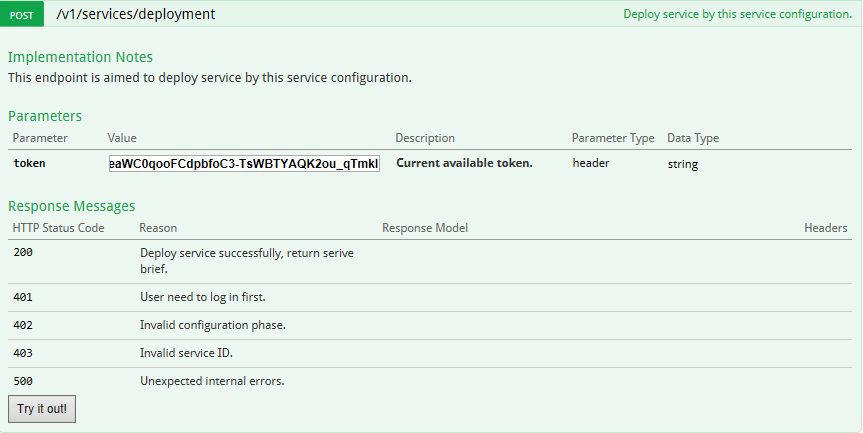 POST /v1/services/deployment Deploy service by this service configuration.
Implementation Notes
This endpoint is aimed to deploy service by this service configuration.
Parameters
Parameter Value Description Parameter Type Data Type
token eaWC0qooFCdpbfoC3-TsWBTYAQK2ou_qTmkl Current available token. header string
Response Messages
HTTP Status Code Reason Response Model Headers
200 Deploy service successfully, return serive
brief.
401 User need to log in first.
402 Invalid configuration phase.
403 Invalid service ID.
500 Unexpected internal errors.
Try it out!